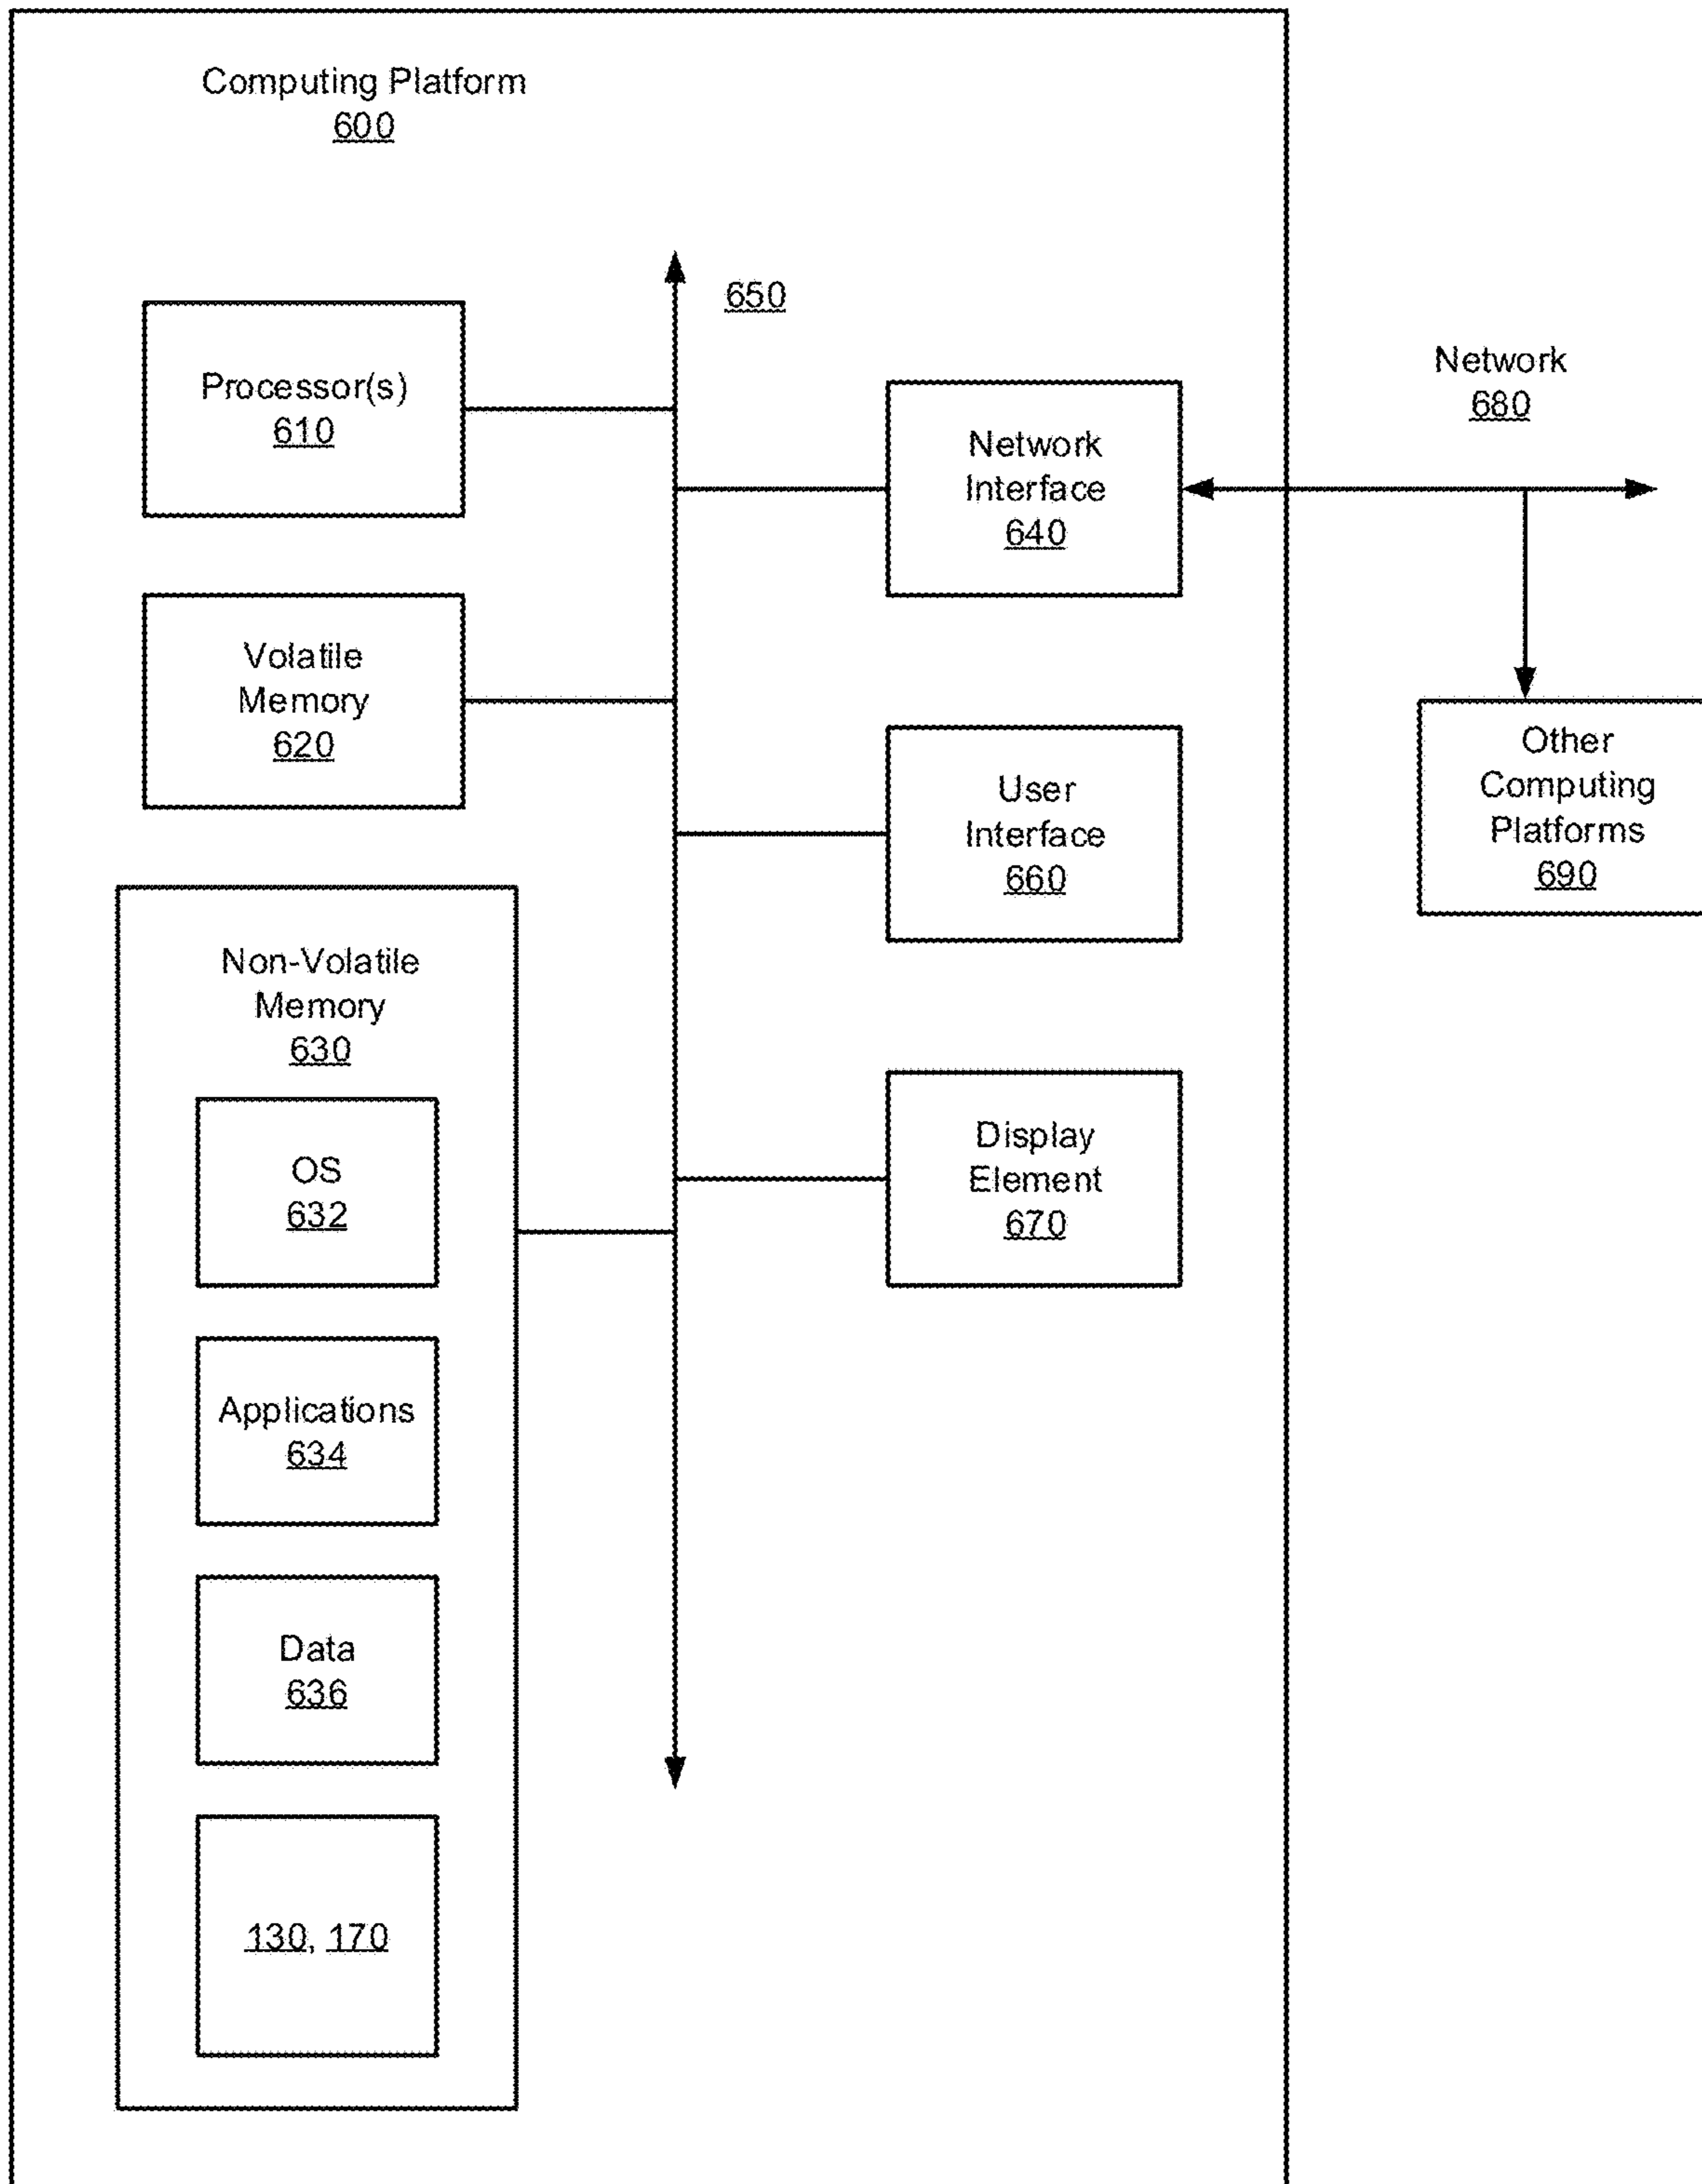 Computing Platform
600
650
Processor(s)
610
Network
Interface
640
Network
680
Volatile
Memory
620
User
Interface
660
Other
Computing
Platforms
690
Non-Volatile
Memory
630
OS
632
Applications
634
Data
636
130, 170
Display
Element
670